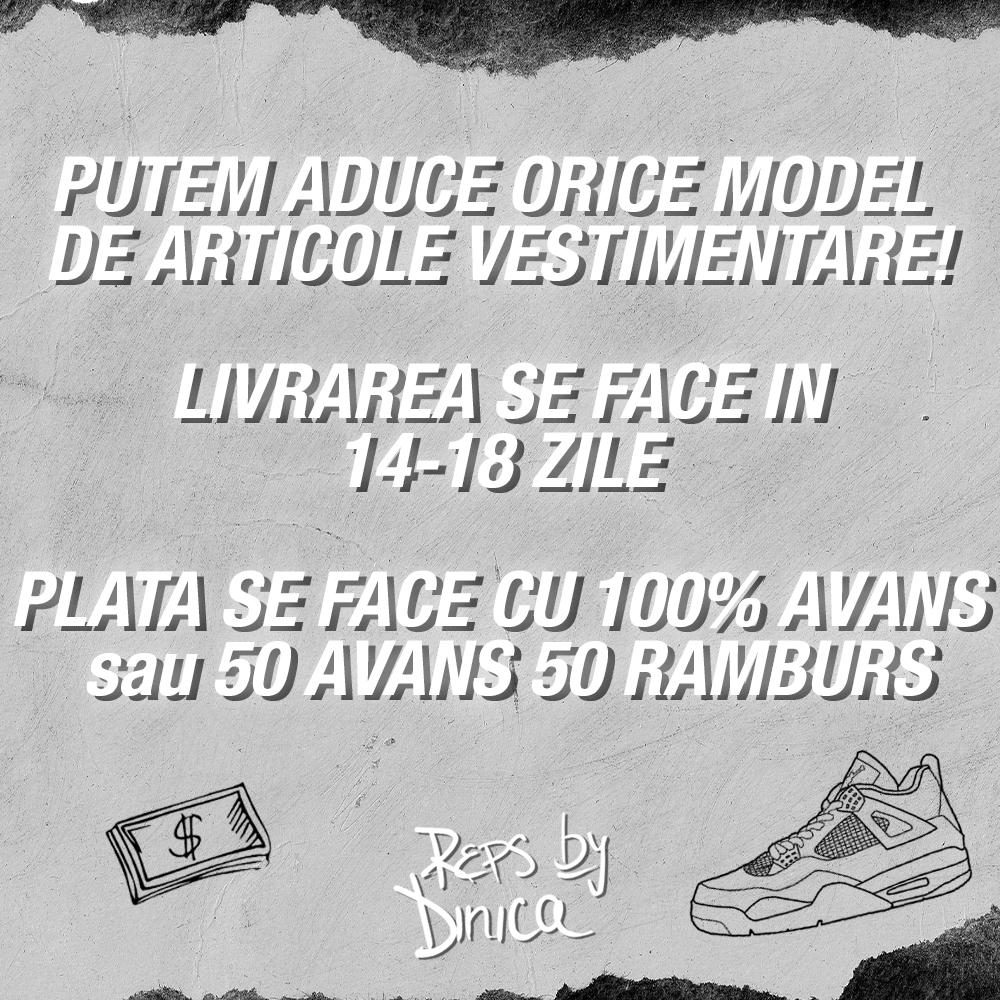 PUTEM ADUCE ORICE MODEL
DE ARTICOLE VESTIMENTARE!
LIVRAREA SE FACE IN
14-18 ZILE
PLATA SE FACE CU 100% AVANS
sau 50 AVANS 50 RAMBURS
$
REPS by
Dinica